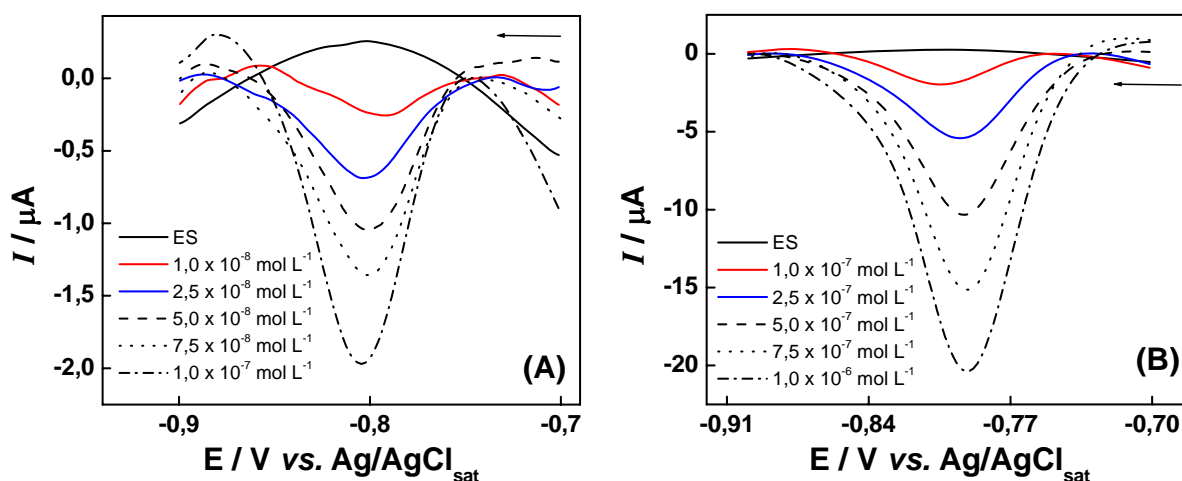 (A)
I / µA
0,0
-0,5
-1,0
-1,5
-2,0
ES
1,0 x 10⁻⁸ mol L⁻¹
2,5 x 10⁻⁸ mol L⁻¹
5,0 x 10⁻⁸ mol L⁻¹
7,5 x 10⁻⁸ mol L⁻¹
1,0 x 10⁻⁷ mol L⁻¹
-0,9 -0,8 -0,7
E / V vs. Ag/AgCl_sat
(B)
I / µA
0
-5
-10
-15
-20
ES
1,0 x 10⁻⁷ mol L⁻¹
2,5 x 10⁻⁷ mol L⁻¹
5,0 x 10⁻⁷ mol L⁻¹
7,5 x 10⁻⁷ mol L⁻¹
1,0 x 10⁻⁶ mol L⁻¹
-0,91 -0,84 -0,77 -0,70
E / V vs. Ag/AgCl_sat